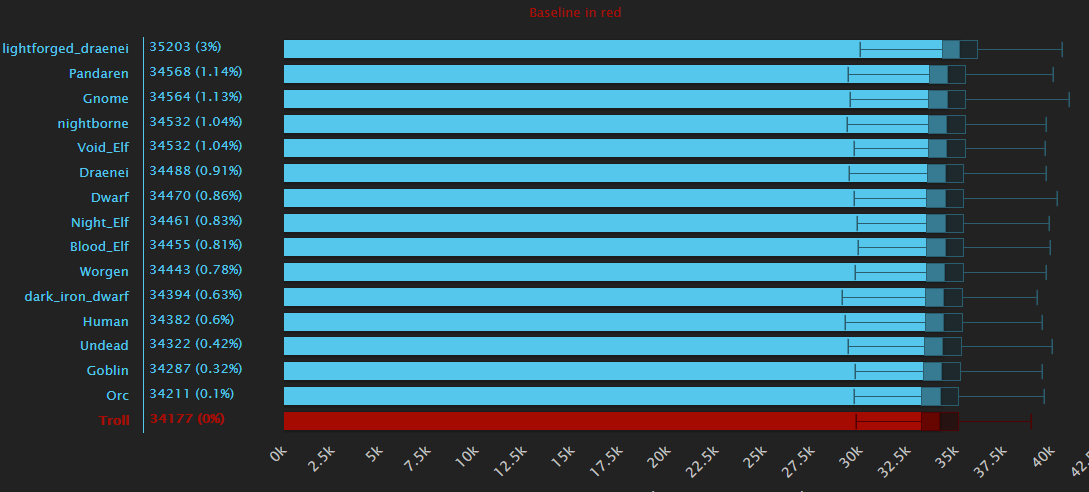 Baseline in red
lightforged_draenei 35203 (3%)
Pandaren 34568 (1.14%)
Gnome 34564 (1.13%)
nightborne 34532 (1.04%)
Void_Elf 34532 (1.04%)
Draenei 34488 (0.91%)
Dwarf 34470 (0.86%)
Night_Elf 34461 (0.83%)
Blood_Elf 34455 (0.81%)
Worgen 34443 (0.78%)
dark_iron_dwarf 34394 (0.63%)
Human 34382 (0.6%)
Undead 34322 (0.42%)
Goblin 34287 (0.32%)
Orc 34211 (0.1%)
Troll 34177 (0%)
0k 2.5k 5k 7.5k 10k 12.5k 15k 17.5k 20k 22.5k 25k 27.5k 30k 32.5k 35k 37.5k 40k